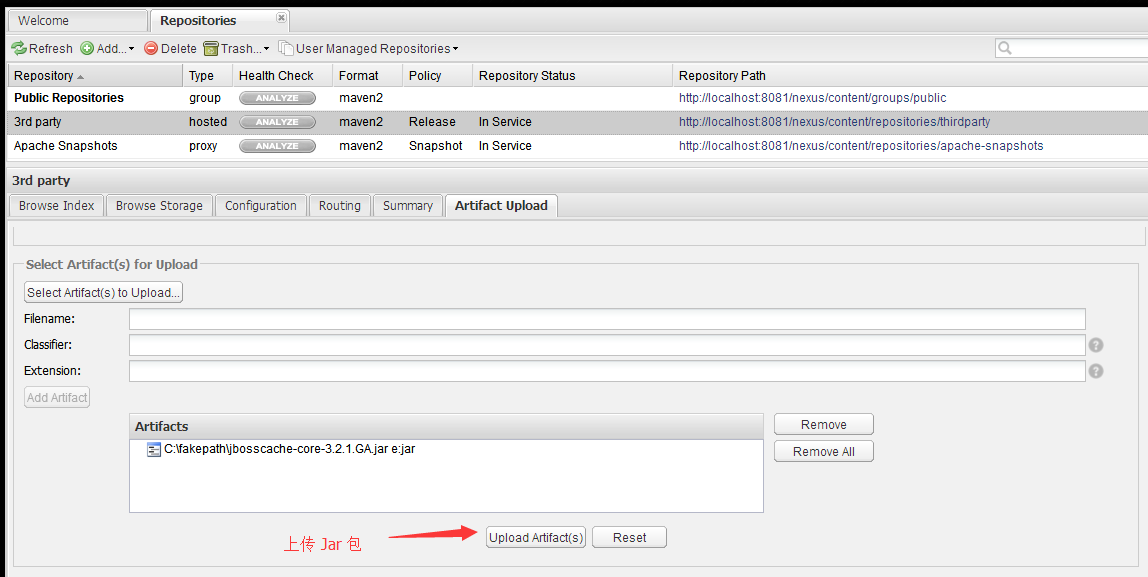 Welcome
Repositories
Refresh Add... Delete Trash... User Managed Repositories
Repository Type Health Check Format Policy Repository Status Repository Path
Public Repositories group ANALYZE maven2 http://localhost:8081/nexus/content/groups/public
3rd party hosted ANALYZE maven2 Release In Service http://localhost:8081/nexus/content/repositories/thirdparty
Apache Snapshots proxy ANALYZE maven2 Snapshot In Service http://localhost:8081/nexus/content/repositories/apache-snapshots
3rd party
Browse Index Browse Storage Configuration Routing Summary Artifact Upload
Select Artifact(s) for Upload
Select Artifact(s) to Upload...
Filename:
Classifier: ?
Extension: ?
Add Artifact
Artifacts
C:\fakepath\jbosscache-core-3.2.1.GA.jar e:jar
Remove
Remove All
上传 Jar 包
Upload Artifact(s) Reset